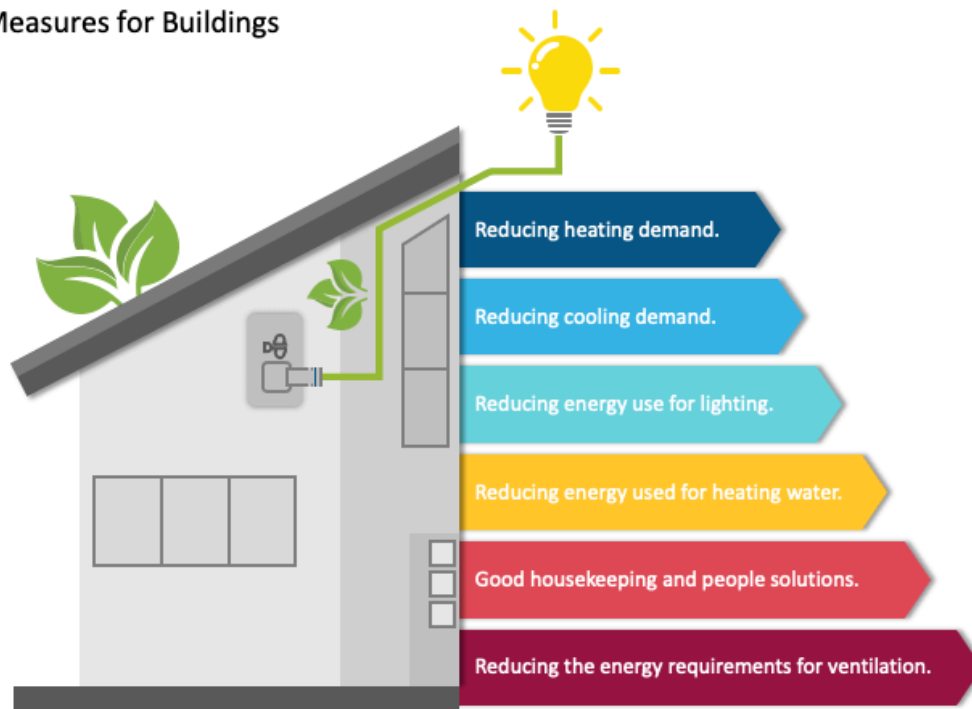 Measures for Buildings
Reducing heating demand.
Reducing cooling demand.
Reducing energy use for lighting.
Reducing energy used for heating water.
Good housekeeping and people solutions.
Reducing the energy requirements for ventilation.